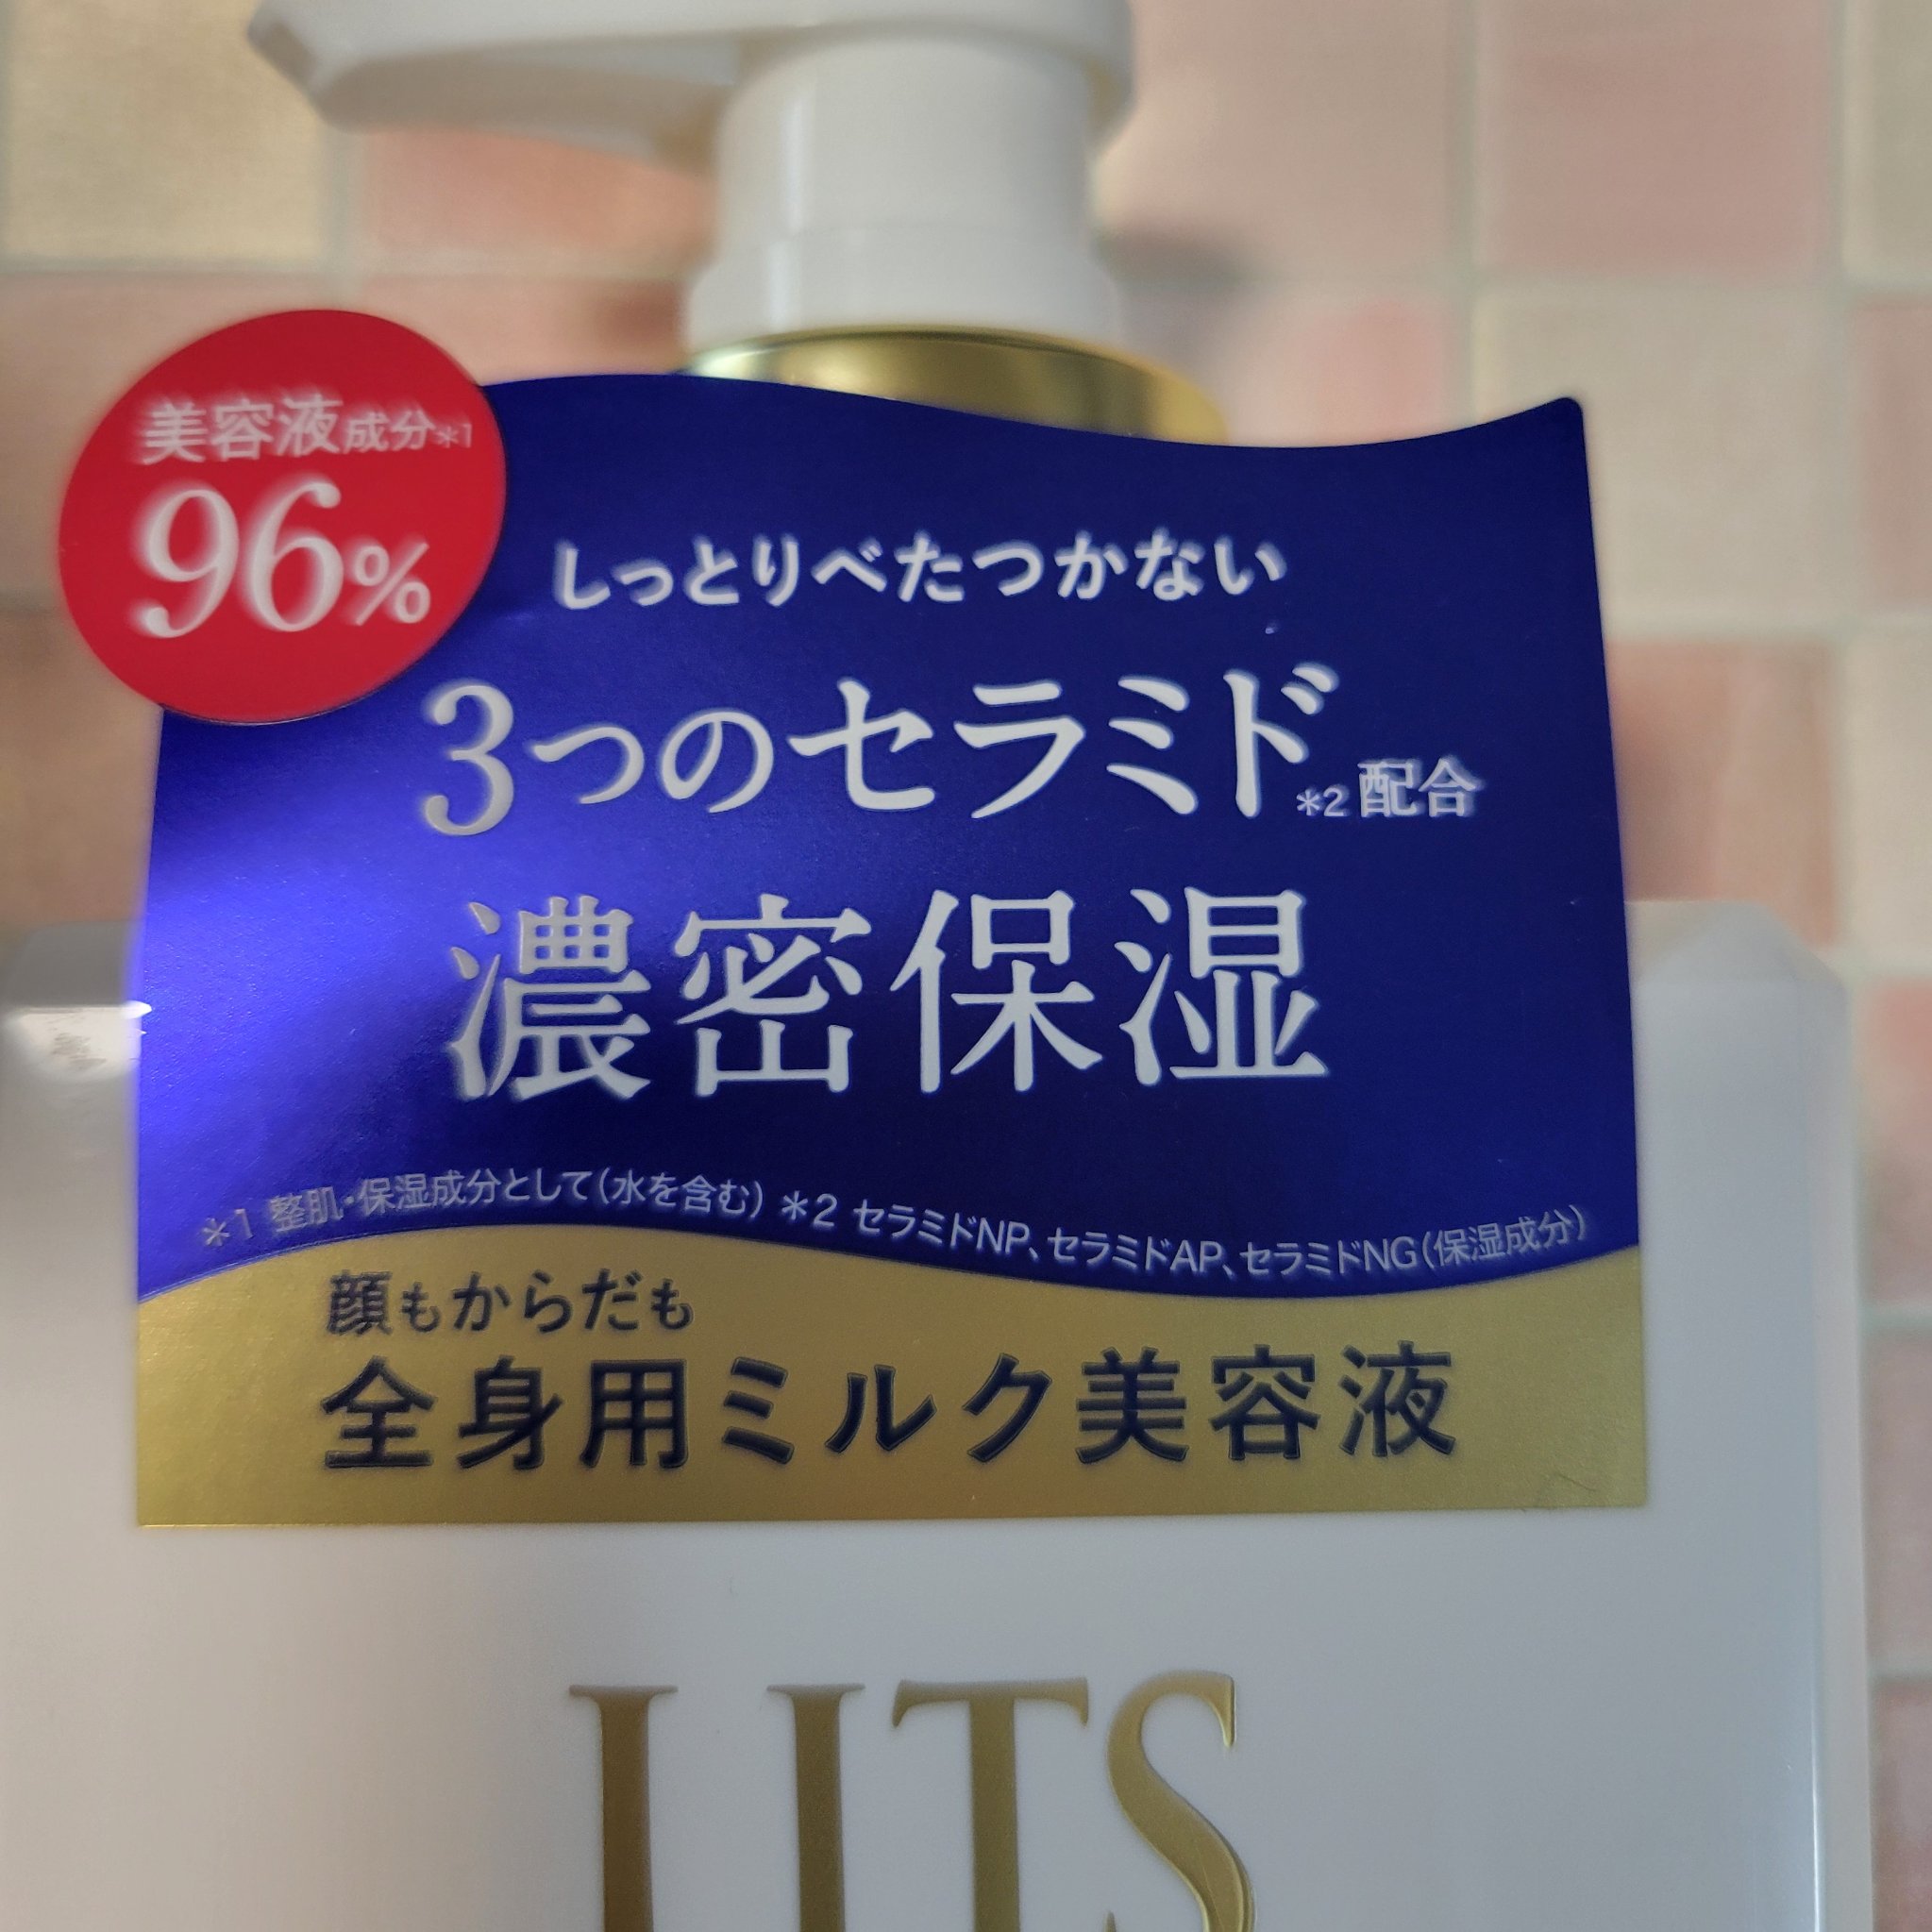 美容液成分*1
96%
しっとりべたつかない
3つのセラミド*2配合
濃密保湿
*1 整肌・保湿成分として(水を含む) *2 セラミドNP、セラミドAP、セラミドNG(保湿成分)
顔もからだも
全身用ミルク美容液
LITS